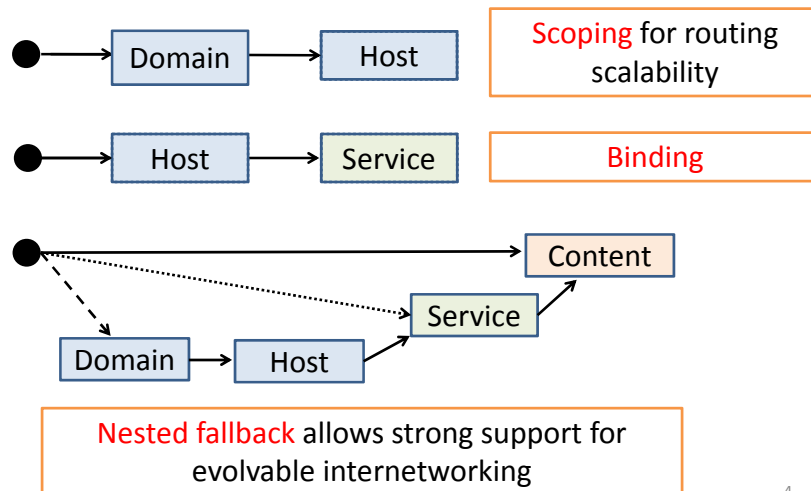 Domain
Host
Scoping for routing
scalability
Host
Service
Binding
Content
Service
Domain
Host
Nested fallback allows strong support for
evolvable internetworking